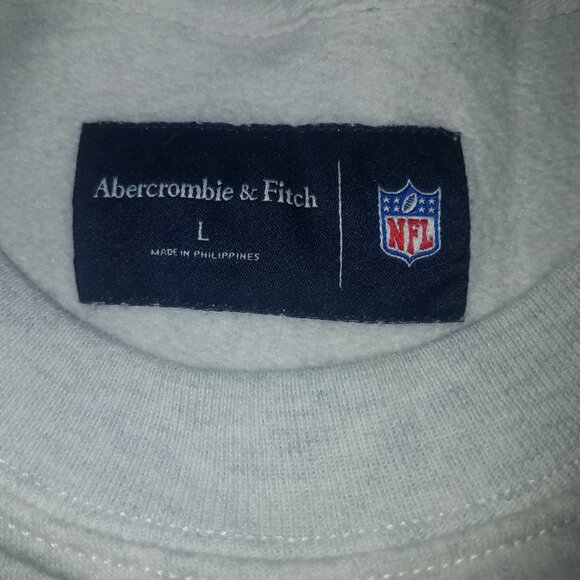 Abercrombie & Fitch
L
MADE IN PHILIPPINES
NFL